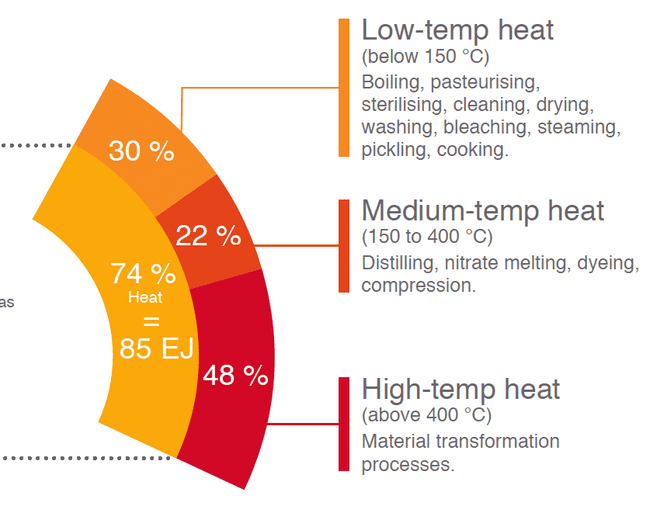 Low-temp heat
(below 150 °C)
Boiling, pasteurising,
sterilising, cleaning, drying,
washing, bleaching, steaming,
pickling, cooking.
30 %
Medium-temp heat
(150 to 400 °C)
Distilling, nitrate melting, dyeing,
compression.
22 %
74 %
Heat
=
85 EJ
as
48 %
High-temp heat
(above 400 °C)
Material transformation
processes.